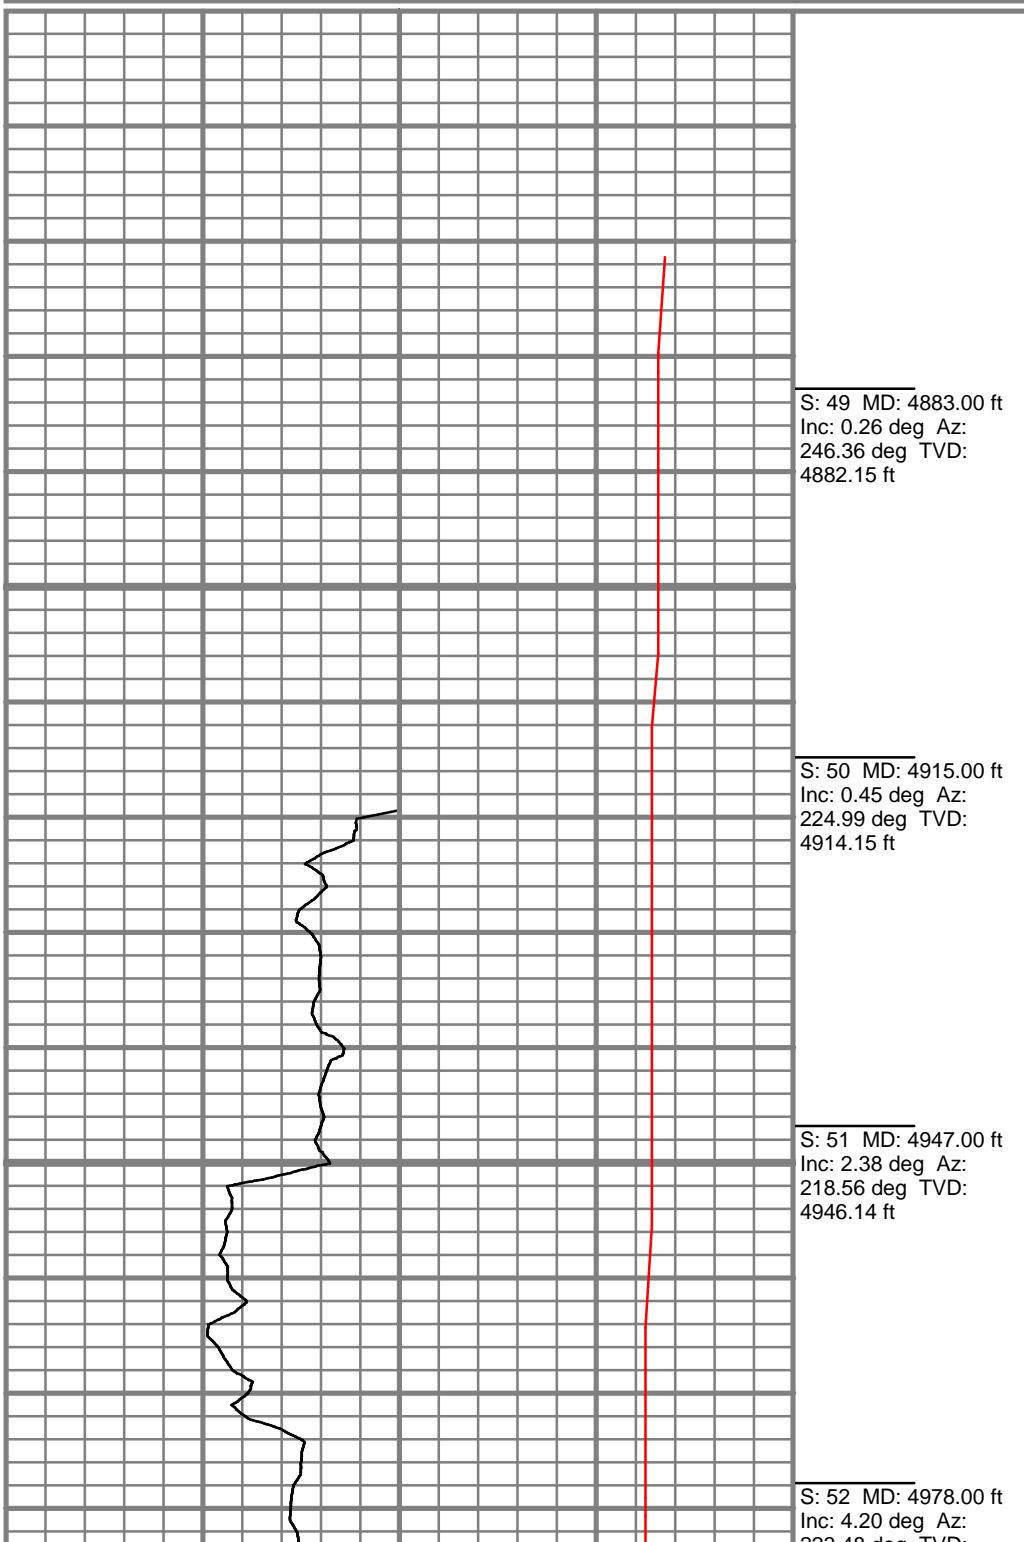 S: 49 MD: 4883.00 ft
Inc: 0.26 deg Az:
246.36 deg TVD:
4882.15 ft
S: 50 MD: 4915.00 ft
Inc: 0.45 deg Az:
224.99 deg TVD:
4914.15 ft
S: 51 MD: 4947.00 ft
Inc: 2.38 deg Az:
218.56 deg TVD:
4946.14 ft
S: 52 MD: 4978.00 ft
Inc: 4.20 deg Az:
deg TVD: